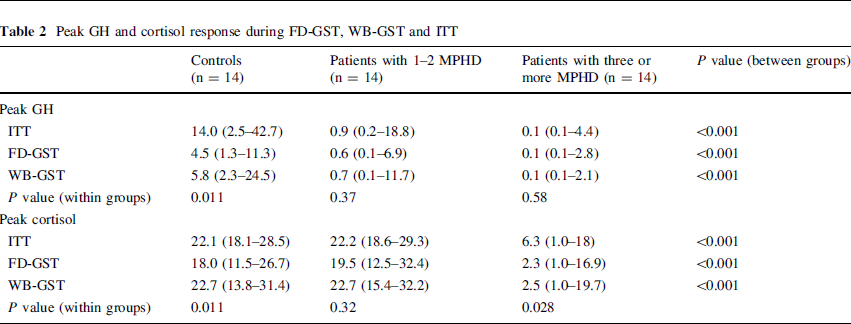 Table 2 Peak GH and cortisol response during FD-GST, WB-GST and ITT
Controls (n = 14) Patients with 1–2 MPHD (n = 14) Patients with three or more MPHD (n = 14) P value (between groups)
Peak GH
ITT 14.0 (2.5–42.7) 0.9 (0.2–18.8) 0.1 (0.1–4.4) <0.001
FD-GST 4.5 (1.3–11.3) 0.6 (0.1–6.9) 0.1 (0.1–2.8) <0.001
WB-GST 5.8 (2.3–24.5) 0.7 (0.1–11.7) 0.1 (0.1–2.1) <0.001
P value (within groups) 0.011 0.37 0.58
Peak cortisol
ITT 22.1 (18.1–28.5) 22.2 (18.6–29.3) 6.3 (1.0–18) <0.001
FD-GST 18.0 (11.5–26.7) 19.5 (12.5–32.4) 2.3 (1.0–16.9) <0.001
WB-GST 22.7 (13.8–31.4) 22.7 (15.4–32.2) 2.5 (1.0–19.7) <0.001
P value (within groups) 0.011 0.32 0.028